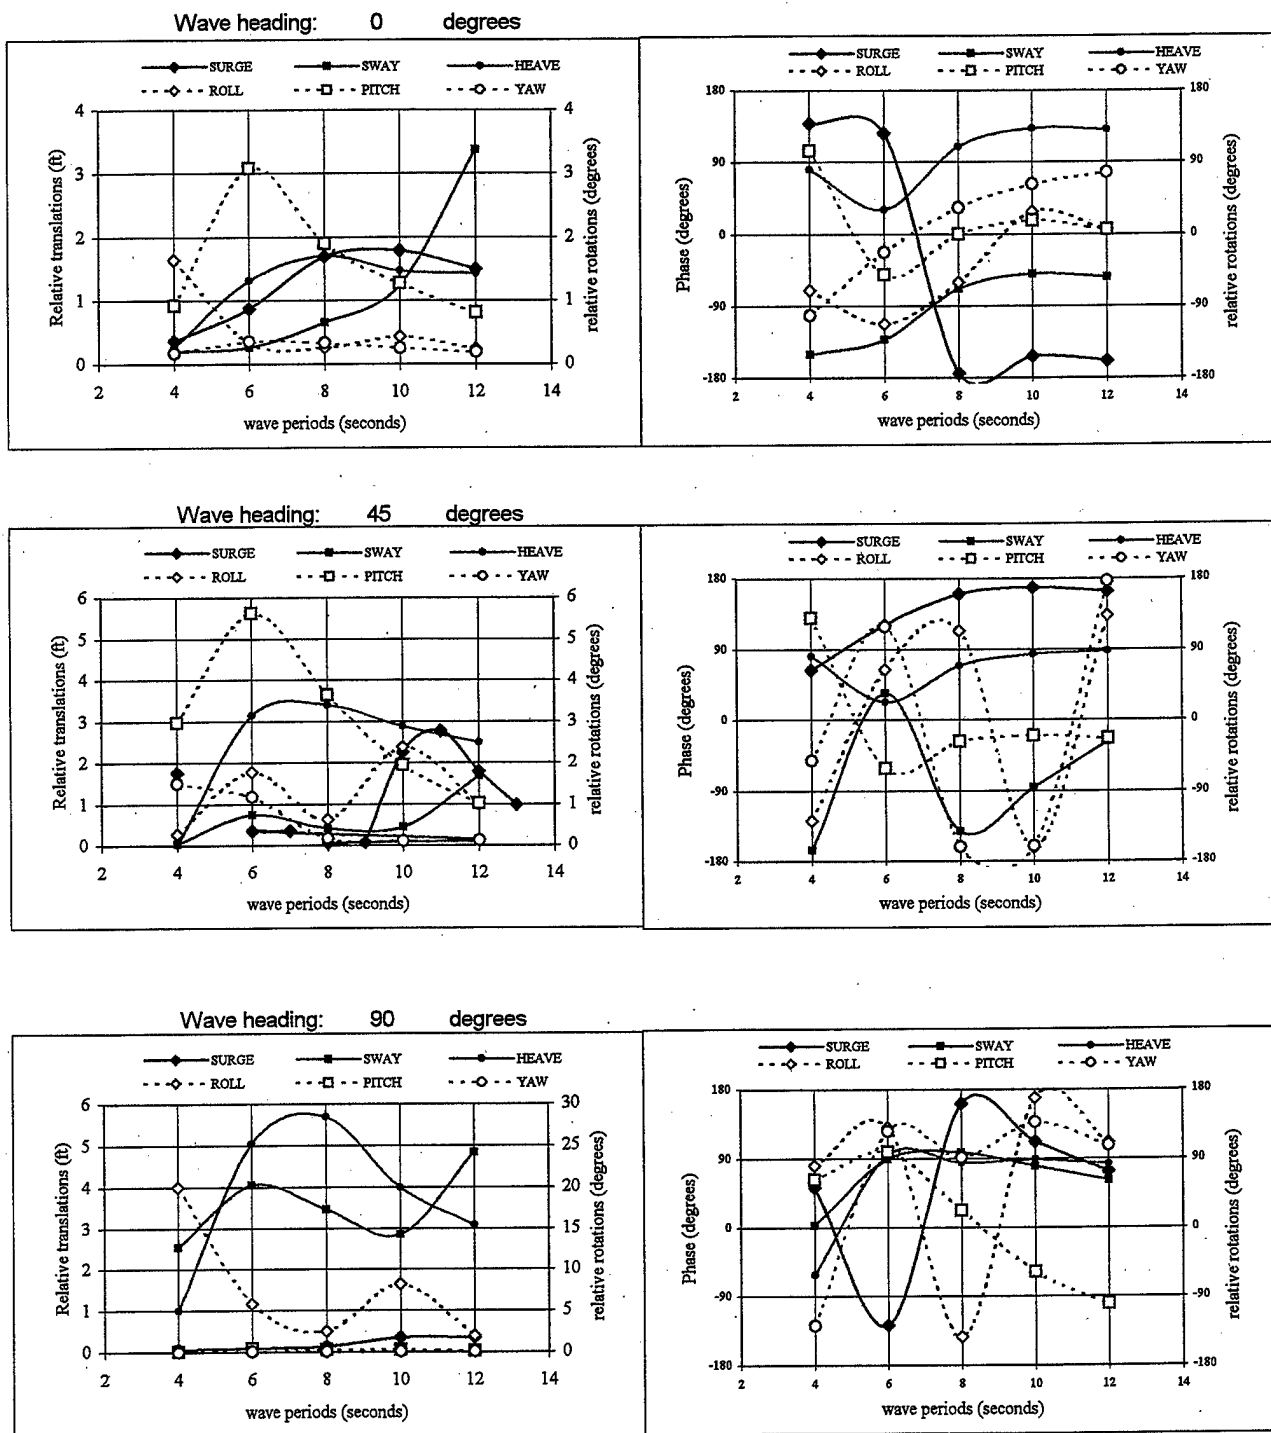 Wave heading: 0 degrees
SURGE SWAY HEAVE
ROLL PITCH YAW
4
3
2
1
0
4
3
2
1
0
2 4 6 8 10 12 14
Relative translations (ft)
relative rotations (degrees)
wave periods (seconds)
SURGE SWAY HEAVE
ROLL PITCH YAW
180
90
0
-90
-180
180
90
0
-90
-180
2 4 6 8 10 12 14
Phase (degrees)
relative rotations (degrees)
wave periods (seconds)
Wave heading: 45 degrees
SURGE SWAY HEAVE
ROLL PITCH YAW
6
5
4
3
2
1
0
6
5
4
3
2
1
0
2 4 6 8 10 12 14
Relative translations (ft)
relative rotations (degrees)
wave periods (seconds)
SURGE SWAY HEAVE
ROLL PITCH YAW
180
90
0
-90
-180
180
90
0
-90
-180
2 4 6 8 10 12 14
Phase (degrees)
relative rotations (degrees)
wave periods (seconds)
Wave heading: 90 degrees
SURGE SWAY HEAVE
ROLL PITCH YAW
6
5
4
3
2
1
0
30
25
20
15
10
5
0
2 4 6 8 10 12 14
Relative translations (ft)
relative rotations (degrees)
wave periods (seconds)
SURGE SWAY HEAVE
ROLL PITCH YAW
180
90
0
-90
-180
180
90
0
-90
-180
2 4 6 8 10 12 14
Phase (degrees)
relative rotations (degrees)
wave periods (seconds)